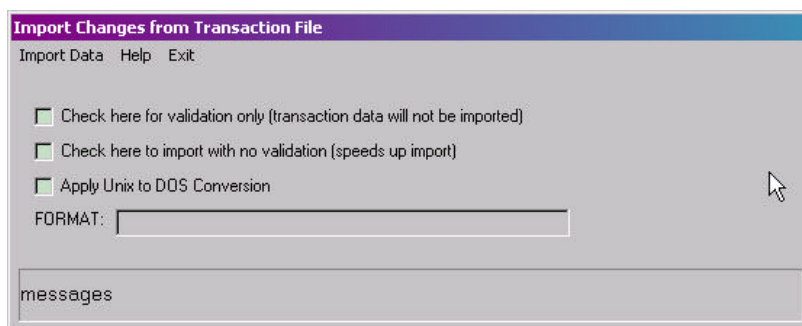 Import Changes from Transaction File
Import Data Help Exit
Check here for validation only (transaction data will not be imported)
Check here to import with no validation (speeds up import)
Apply Unix to DOS Conversion
FORMAT:
messages